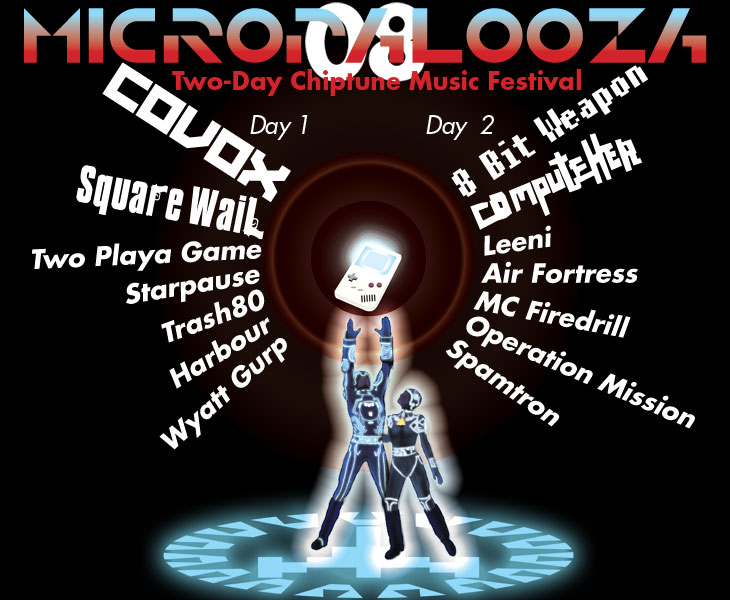 MICROPALOOZA
08
Two-Day Chiptune Music Festival
Day 1
COVOX
Square Wail
Two Playa Game
Starpause
Trash80
Harbour
Wyatt Gurp
Day 2
8 Bit Weapon
COMPUTEHER
Leeni
Air Fortress
MC Firedrill
Operation Mission
Spamtron